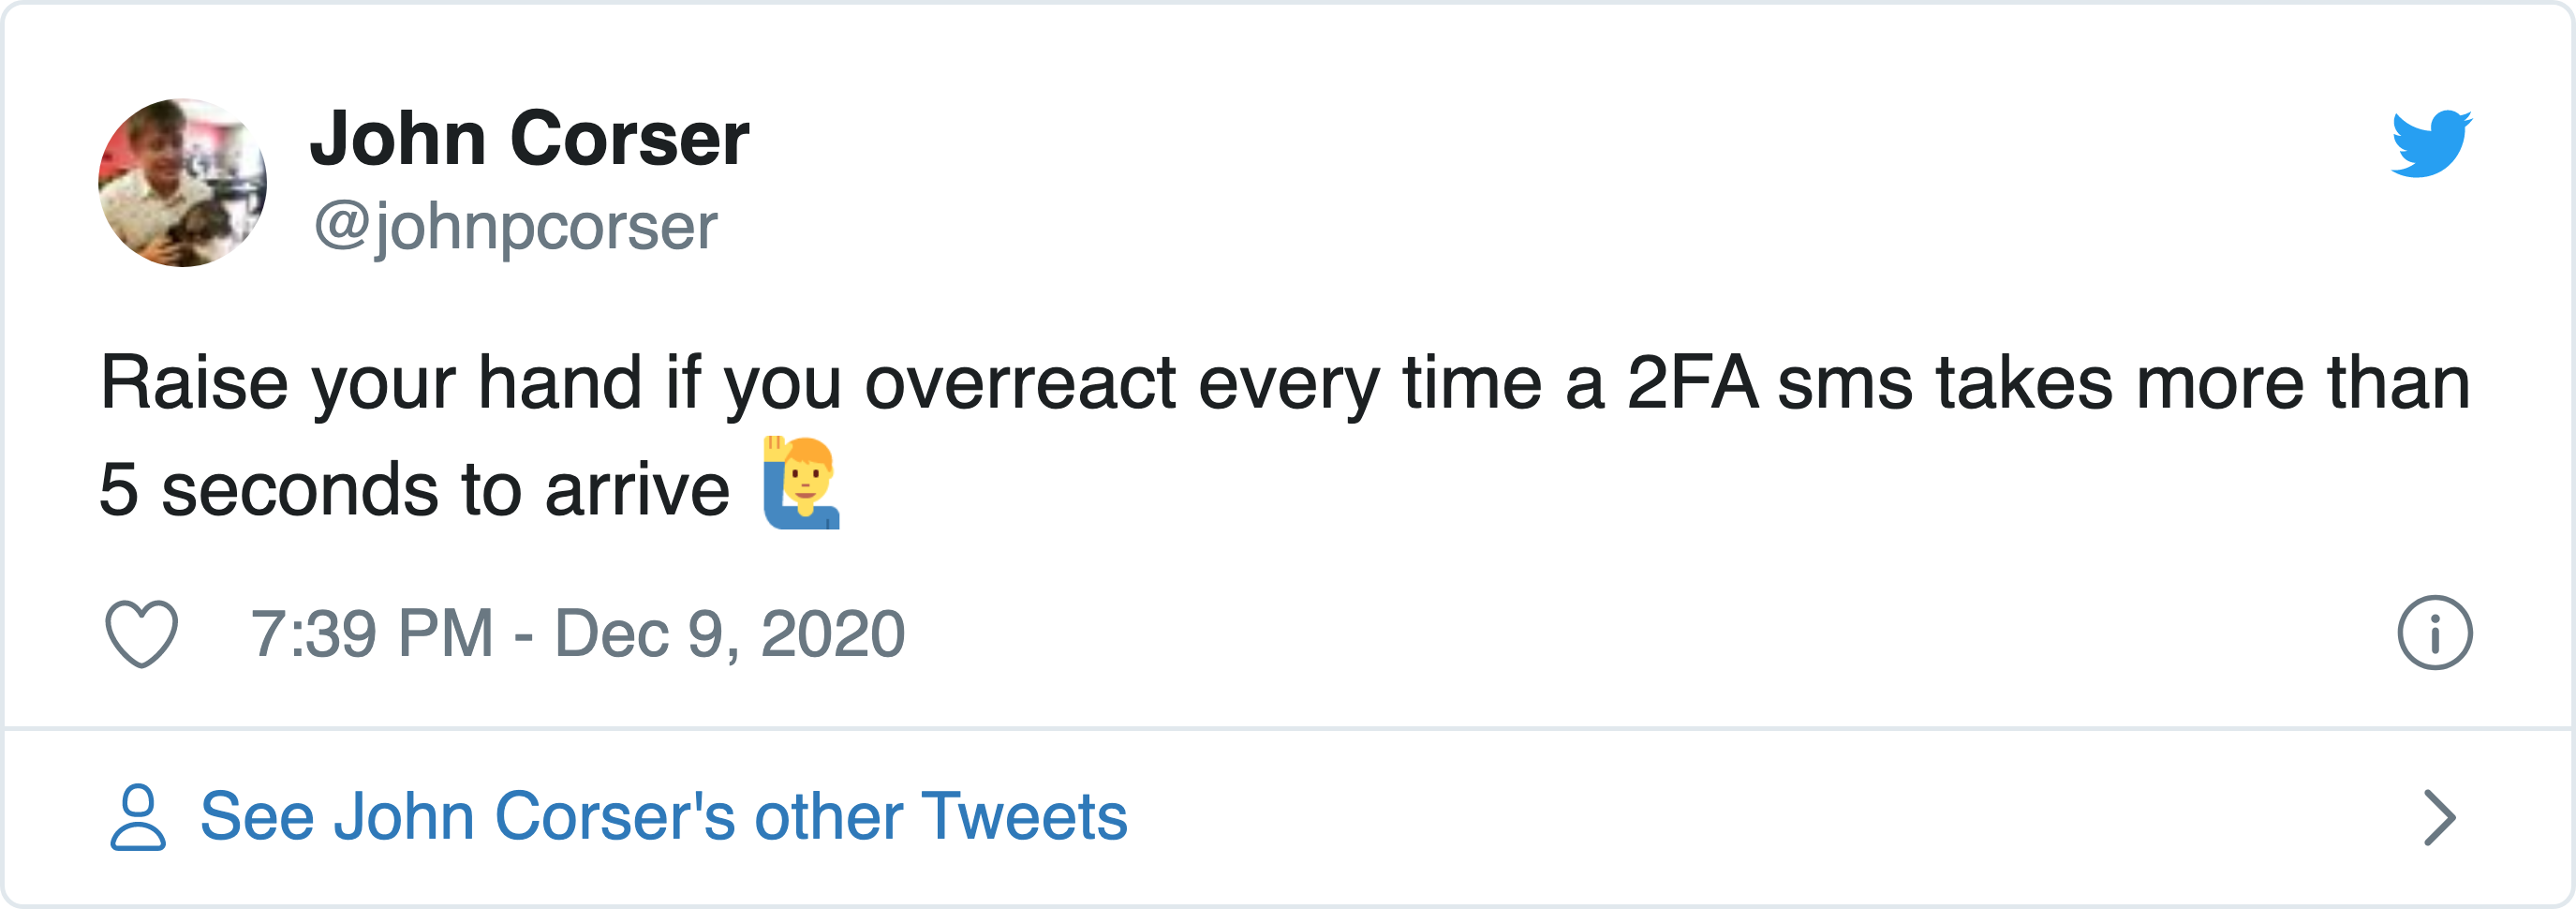 John Corser
@johnpcorser
Raise your hand if you overreact every time a 2FA sms takes more than
5 seconds to arrive 🙋‍♂️
7:39 PM - Dec 9, 2020
See John Corser's other Tweets